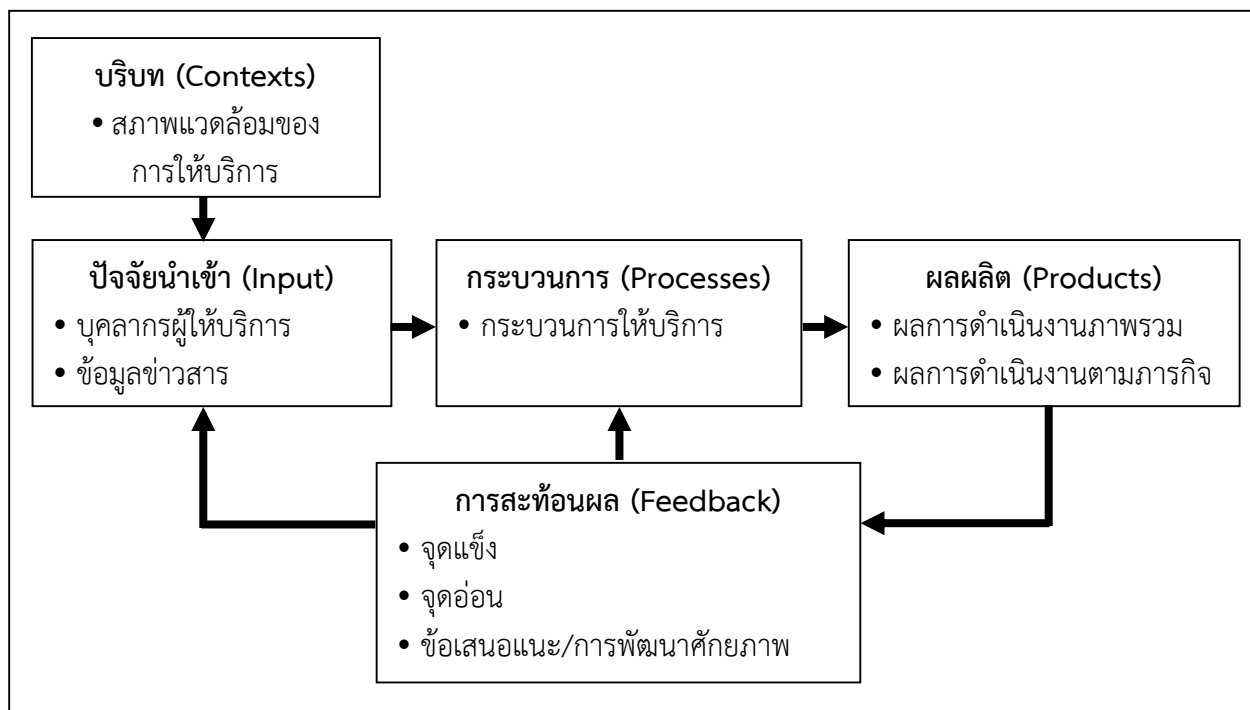 บริบท (Contexts)
• สภาพแวดล้อมของ
การให้บริการ
ปัจจัยนำเข้า (Input)
• บุคลากรผู้ให้บริการ
• ข้อมูลข่าวสาร
กระบวนการ (Processes)
• กระบวนการให้บริการ
ผลผลิต (Products)
• ผลการดำเนินงานภาพรวม
• ผลการดำเนินงานตามภารกิจ
การสะท้อนผล (Feedback)
• จุดแข็ง
• จุดอ่อน
• ข้อเสนอแนะ/การพัฒนาศักยภาพ